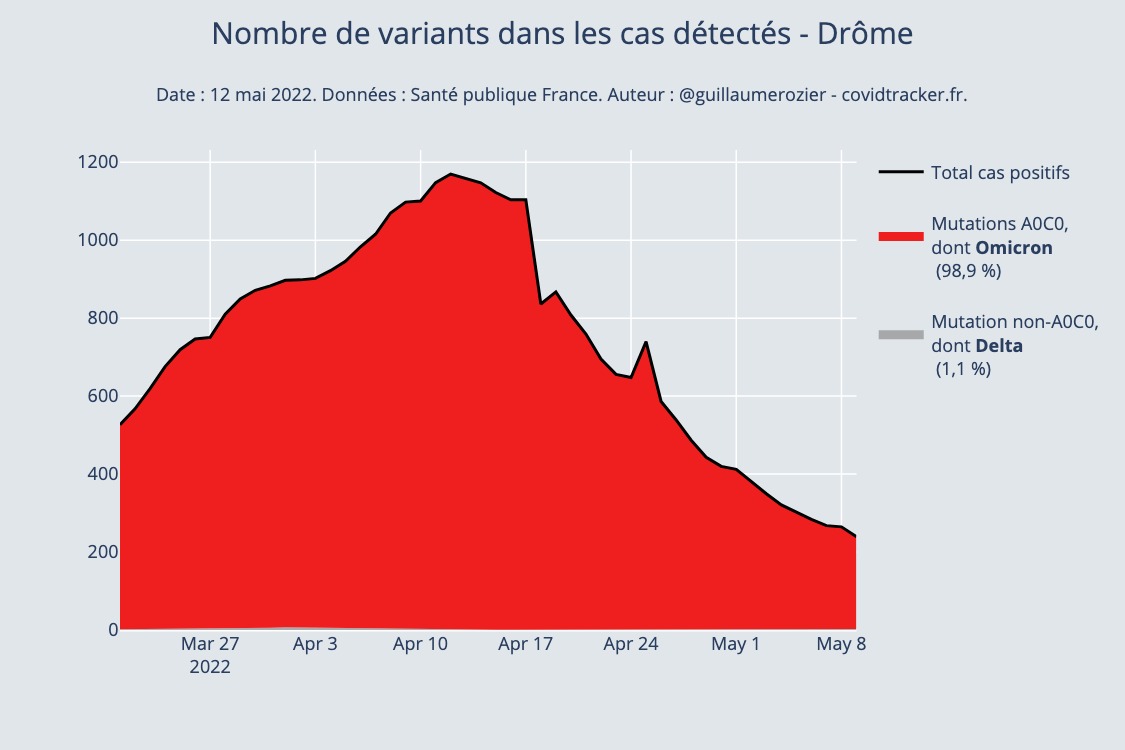 Nombre de variants dans les cas détectés - Drôme
Date : 12 mai 2022. Données : Santé publique France. Auteur : @guillaumerozier - covidtracker.fr.
1200
1000
800
600
400
200
0
Mar 27
2022
Apr 3
Apr 10
Apr 17
Apr 24
May 1
May 8
Total cas positifs
Mutations A0C0,
dont Omicron
(98,9 %)
Mutation non-A0C0,
dont Delta
(1,1 %)